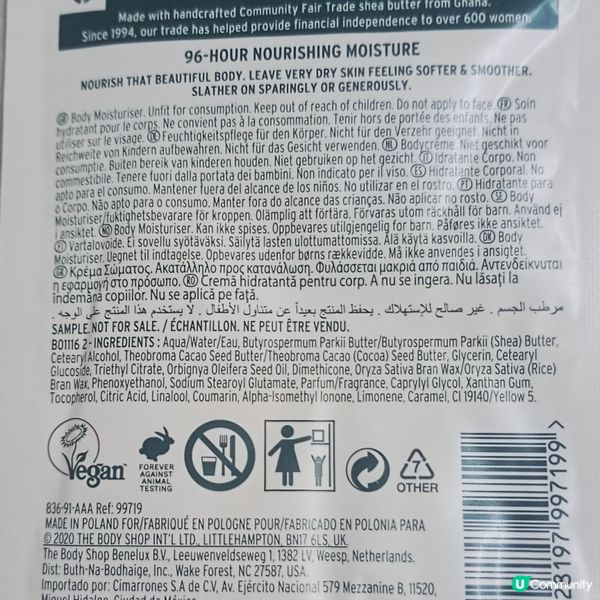 Made with handcrafted Community Fair Trade shea butter from Ghana.
Since 1994, our trade has helped provide financial independence to over 600 women.
96-HOUR NOURISHING MOISTURE
NOURISH THAT BEAUTIFUL BODY. LEAVE VERY DRY SKIN FEELING SOFTER & SMOOTHER.
SLATHER ON SPARINGLY OR GENEROUSLY.
GB Body Moisturiser. Unfit for consumption. Keep out of reach of children. Do not apply to face. FR Soin
hydratant pour le corps. Ne convient pas à la consommation. Tenir hors de portée des enfants. Ne pas
utiliser sur le visage. DE Feuchtigkeitspflege für den Körper. Nicht für den Verzehr geeignet. Nicht in
Reichweite von Kindern aufbewahren. Nicht für das Gesicht verwenden. NL Bodycrème. Niet geschikt voor
consumptie. Buiten bereik van kinderen houden. Niet gebruiken op het gezicht. IT Idratante Corpo. Non
commestibile. Tenere fuori dalla portata dei bambini. Non indicato per il viso. ES Hidratante Corporal. No
apto para el consumo. Mantener fuera del alcance de los niños. No utilizar en el rostro. PT Hidratante para
o Corpo. Não apto para o consumo. Manter fora do alcance das crianças. Não aplicar no rosto. SE Body
Moisturiser/fuktighetsbevarare för kroppen. Olämplig att förtära. Förvaras utom räckhåll för barn. Använd ej
i ansiktet. NO Body Moisturiser. Kan ikke spises. Oppbevares utilgjengelig for barn. Påføres ikke ansiktet.
FI Vartalovoide. Ei sovellu syötäväksi. Säilytä lasten ulottumattomissa. Älä käytä kasvoilla. DK Body
Moisturiser. Uegnet til indtagelse. Opbevares udenfor børns rækkevidde. Må ikke anvendes i ansigtet.
GR Κρέμα Σώματος. Ακατάλληλο προς κατανάλωση. Φυλάσσεται μακριά από παιδιά. Αντενδείκνυται
η εφαρμογή στο πρόσωπο. RO Cremă hidratantă pentru corp. A nu se ingera. Nu lăsați la
îndemâna copiilor. Nu se aplică pe față.
مرطب الجسم . غير صالح للإستهلاك . يحفظ المنتج بعيداً عن متناول الأطفال . لا يستخدم هذا المنتج على الوجه .
SAMPLE. NOT FOR SALE. / ÉCHANTILLON. NE PEUT ÊTRE VENDU.
B01116 2- INGREDIENTS : Aqua/Water/Eau, Butyrospermum Parkii Butter/Butyrospermum Parkii (Shea) Butter,
Cetearyl Alcohol, Theobroma Cacao Seed Butter/Theobroma Cacao (Cocoa) Seed Butter, Glycerin, Cetearyl
Glucoside, Triethyl Citrate, Orbignya Oleifera Seed Oil, Dimethicone, Oryza Sativa Bran Wax/Oryza Sativa (Rice)
Bran Wax, Phenoxyethanol, Sodium Stearoyl Glutamate, Parfum/Fragrance, Caprylyl Glycol, Xanthan Gum,
Tocopherol, Citric Acid, Linalool, Coumarin, Alpha-Isomethyl Ionone, Limonene, Caramel, CI 19140/Yellow 5.
Vegan
FOREVER
AGAINST
ANIMAL
TESTING
7
OTHER
836-91-AAA Ref: 99719
MADE IN POLAND FOR/FABRIQUÉ EN POLOGNE POUR/FABRICADO EN POLONIA PARA
© 2020 THE BODY SHOP INT'L LTD., LITTLEHAMPTON, BN17 6LS, UK.
The Body Shop Benelux B.V., Leeuwenveldseweg 1, 1382 LV, Weesp, Netherlands.
Dist: Buth-Na-Bodhaige, Inc., Wake Forest, NC 27587, USA.
Importado por: Cimarrones S.A de C.V, Av. Ejército Nacional 579 Mezzanine B, 11520,
Miguel Hidalgo, Ciudad de México
23197 997199 >
U Community